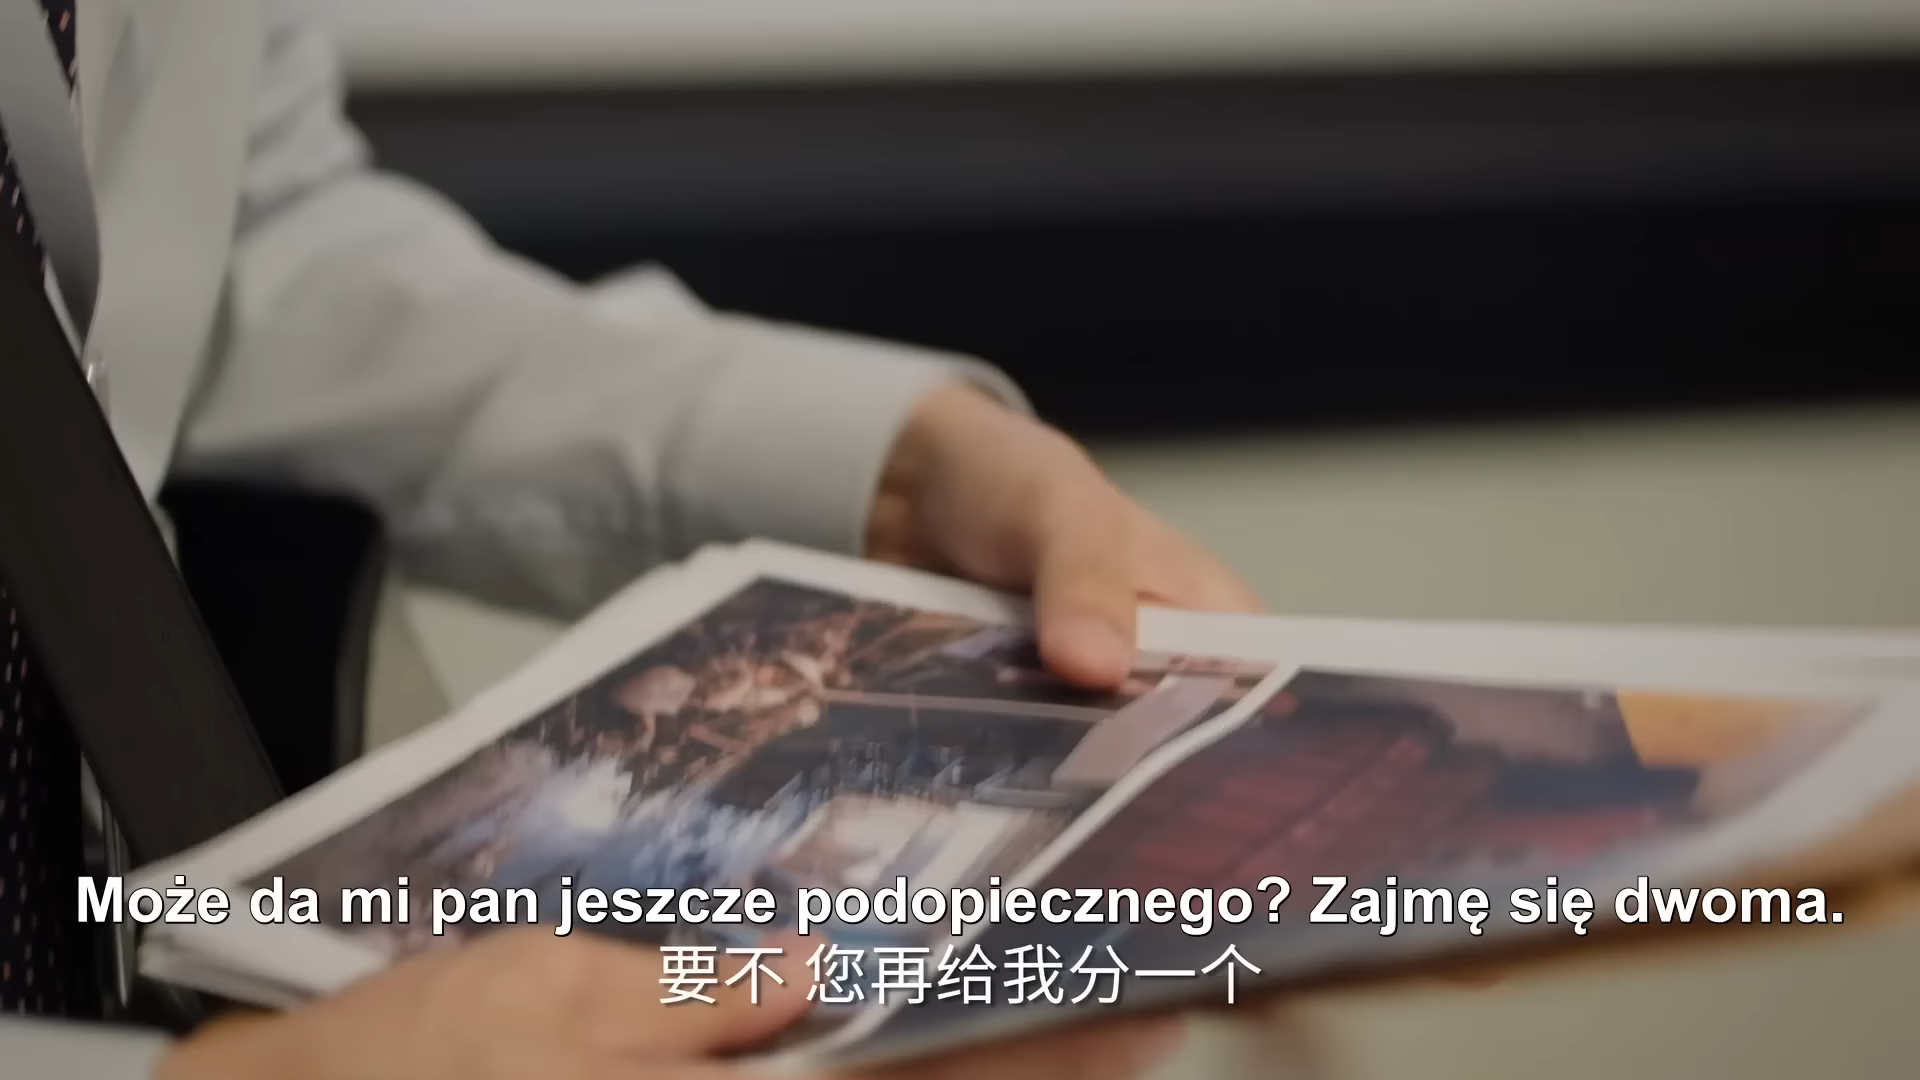 Może da mi pan jeszcze podopiecznego? Zajmę się dwoma.
要不 您再给我分一个